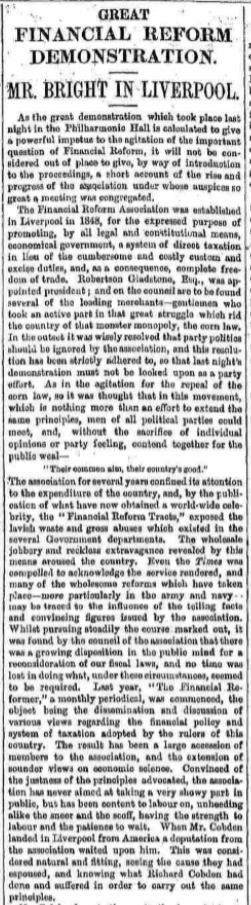 GREAT
FINANCIAL REFORM
DEMONSTRATION.
MR. BRIGHT IN LIVERPOOL.
As the great demonstration which took place last
night in the Philharmonic Hall is calculated to give
a powerful impetus to the agitation of the important
question of Financial Reform, it will not be con-
sidered out of place to give, by way of introduction
to the proceedings, a short account of the rise and
progress of the association under whose auspices so
great a meeting was congregated.
The Financial Reform Association was established
in Liverpool in 1848, for the expressed purpose of
promoting, by all legal and constitutional means,
economical government, a system of direct taxation
in lieu of the cumbersome and costly custom and
excise duties, and, as a consequence, complete free-
dom of trade. Robertson Gladstone, Esq., was ap-
pointed president; and on the council are to be found
several of the leading merchants—gentlemen who
took an active part in that great struggle which rid
the country of that monster monopoly, the corn law.
In the outset it was wisely resolved that party politics
should be ignored by the association, and this resolu-
tion has been strictly adhered to, so that last night's
demonstration must not be looked upon as a party
effort. As in the agitation for the repeal of the
corn law, so it was thought that in this movement,
which is nothing more than an effort to extend the
same principles, men of all political parties could
meet, and, without the sacrifice of individual
opinions or party feeling, contend together for the
public weal—
"Their common aim, their country's good."
The association for several years confined its attention
to the expenditure of the country, and, by the publi-
cation of what have now obtained a world-wide cele-
brity, the "Financial Reform Tracts," exposed the
lavish waste and gross abuses which existed in the
several Government departments. The wholesale
jobbery and reckless extravagance revealed by this
means aroused the country. Even the Times was
compelled to acknowledge the service rendered, and
many of the wholesome reforms which have taken
place—more particularly in the army and navy—
may be traced to the influence of the telling facts
and convincing figures issued by the association.
Whilst pursuing steadily the course marked out, it
was found by the council of the association that there
was a growing disposition in the public mind for a
reconsideration of our fiscal laws, and no time was
lost in doing what, under these circumstances, seemed
to be required. Last year, "The Financial Re-
former," a monthly periodical, was commenced, the
object being the dissemination and discussion of
various views regarding the financial policy and
system of taxation adopted by the rulers of this
country. The result has been a large accession of
members to the association, and the extension of
sounder views on economic science. Convinced of
the justness of the principles advocated, the associa-
tion has never aimed at taking a very showy part in
public, but has been content to labour on, unheeding
alike the sneer and the scoff, having the strength to
labour and the patience to wait. When Mr. Cobden
landed in Liverpool from America a deputation from
the association waited upon him. This was con-
sidered natural and fitting, seeing the cause they had
espoused, and knowing what Richard Cobden had
done and suffered in order to carry out the same
principles.